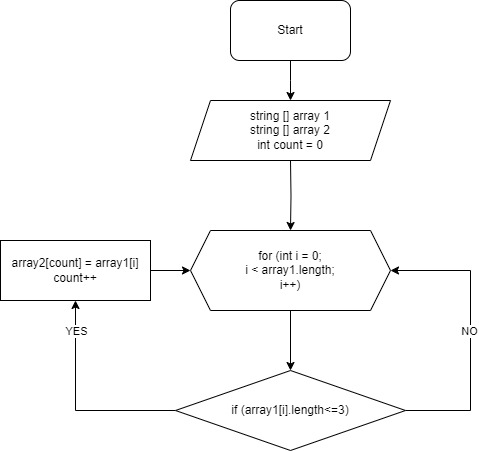 Start
string [] array 1
string [] array 2
int count = 0
for (int i = 0;
i < array1.length;
i++)
array2[count] = array1[i]
count++
YES
NO
if (array1[i].length<=3)